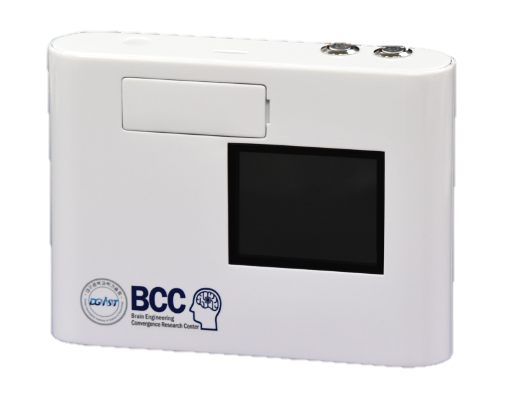 DGIST
BCC
Brain Engineering
Convergence Research Center